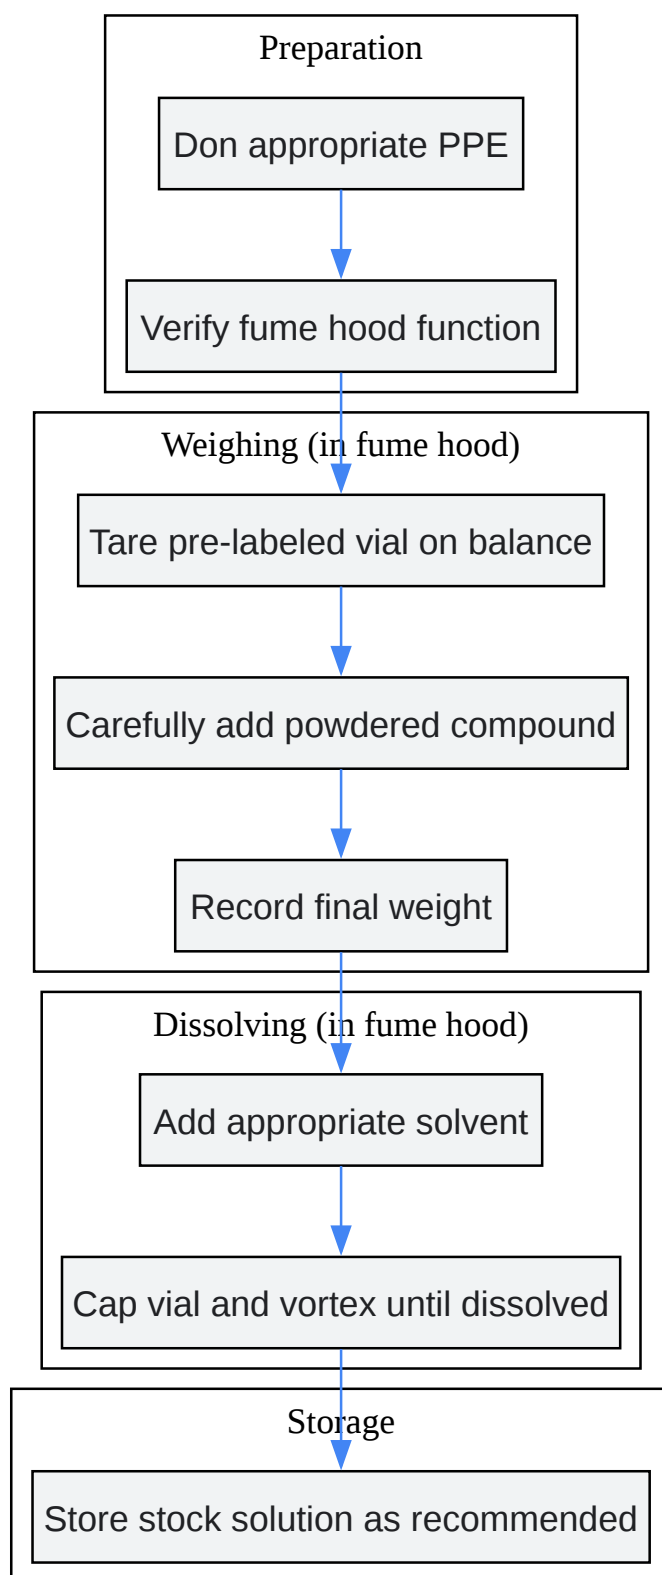 Preparation
Don appropriate PPE
Verify fume hood function
Weighing (in fume hood)
Tare pre-labeled vial on balance
Carefully add powdered compound
Record final weight
Dissolving (in fume hood)
Add appropriate solvent
Cap vial and vortex until dissolved
Storage
Store stock solution as recommended